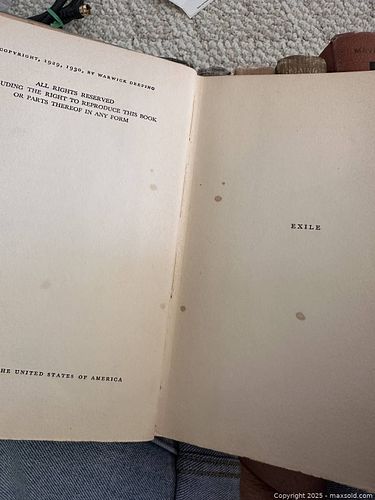 COPYRIGHT, 1929, 1930, BY WARWICK DEEPING
ALL RIGHTS RESERVED
UDING THE RIGHT TO REPRODUCE THIS BOOK
OR PARTS THEREOF IN ANY FORM
HE UNITED STATES OF AMERICA
EXILE
Copyright © 2025 - maxsold.com